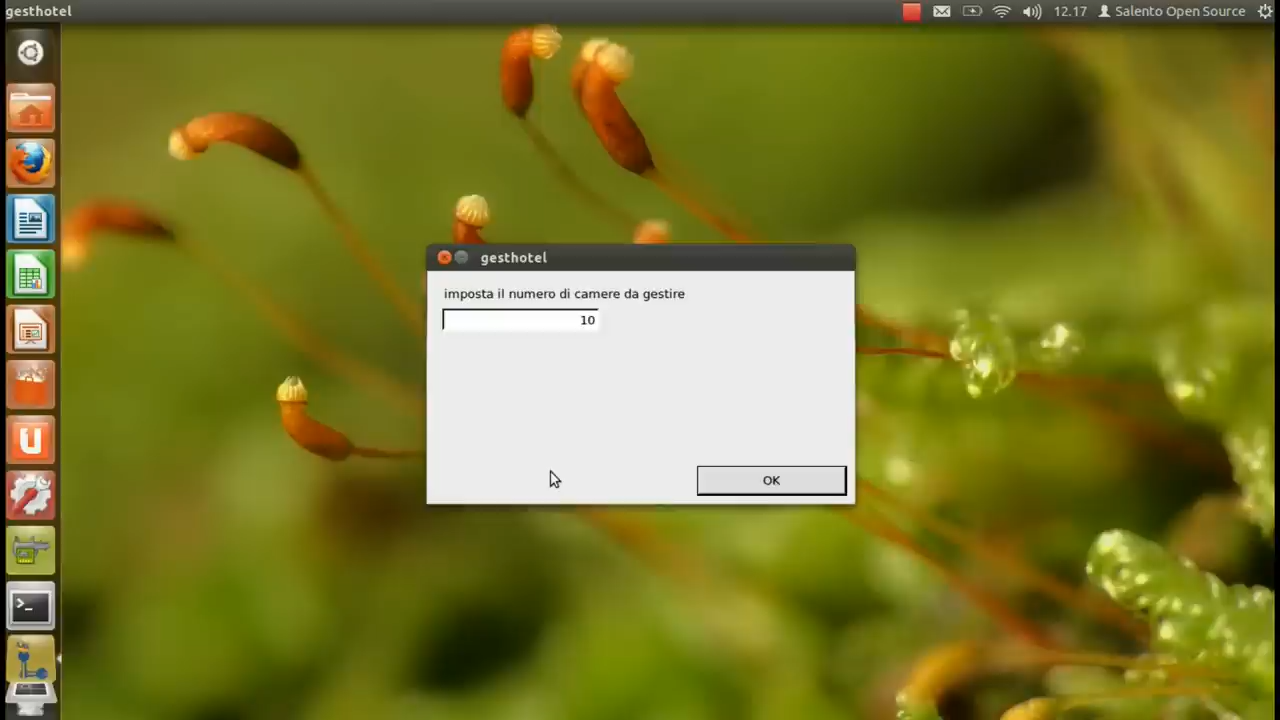 gesthotel
12.17
Salento Open Source
gesthotel
imposta il numero di camere da gestire
10
OK